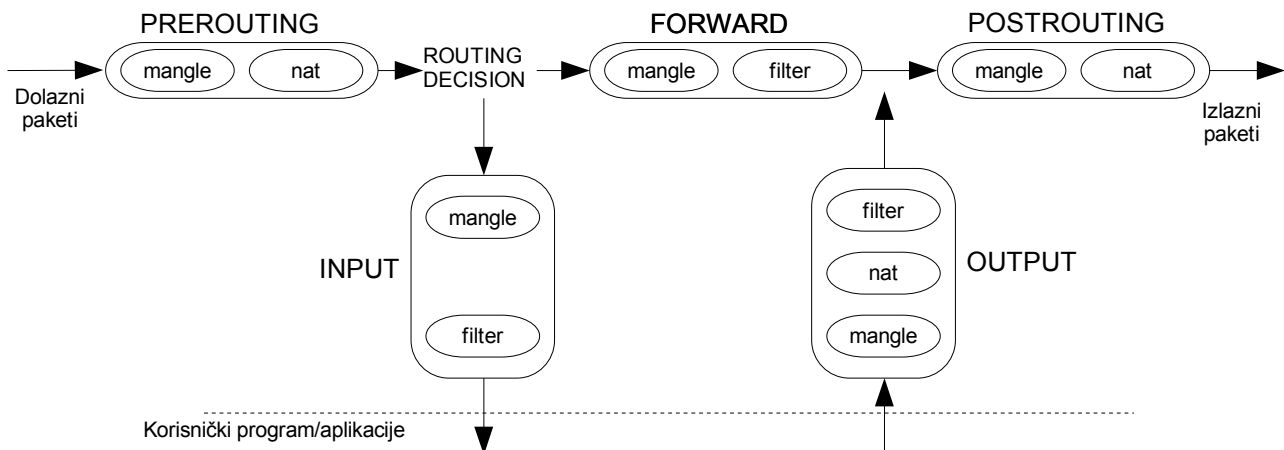 PREROUTING
FORWARD
POSTROUTING
mangle
nat
ROUTING
DECISION
mangle
filter
mangle
nat
Dolazni
paketi
Izlazni
paketi
INPUT
mangle
filter
filter
nat
mangle
OUTPUT
Korisnički program/aplikacije